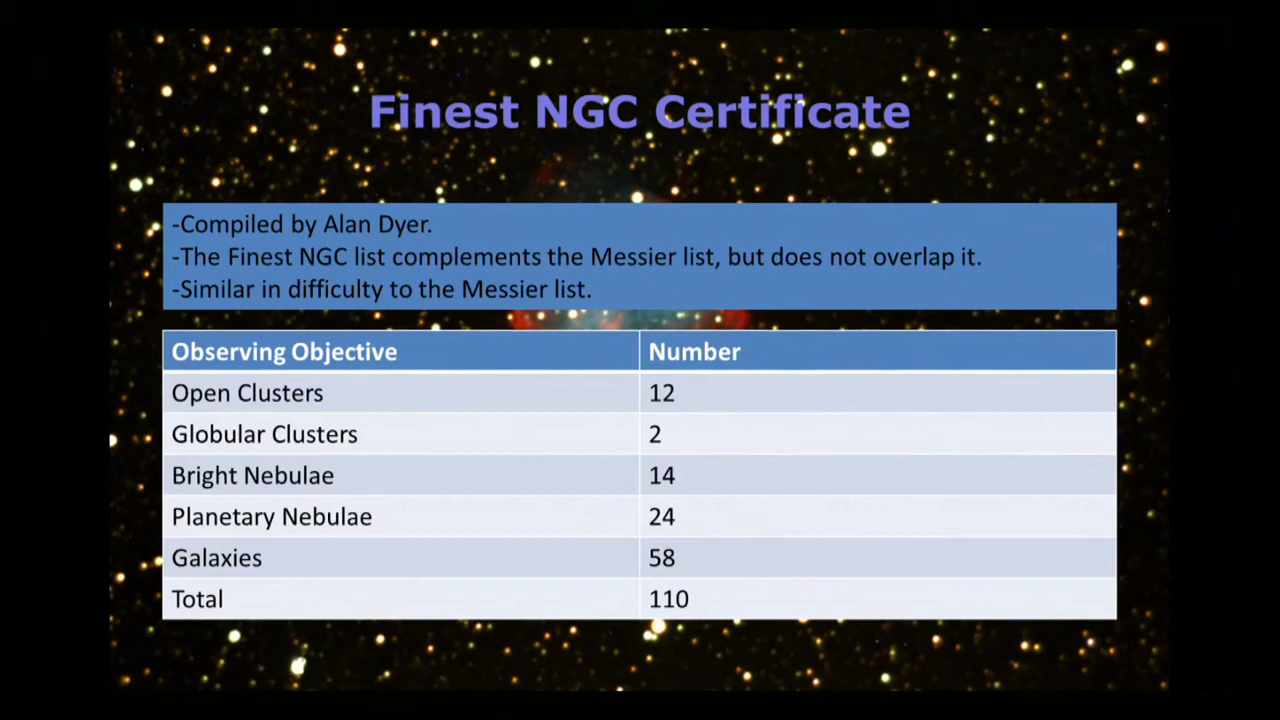 Finest NGC Certificate
-Compiled by Alan Dyer.
-The Finest NGC list complements the Messier list, but does not overlap it.
-Similar in difficulty to the Messier list.
Observing Objective Number
Open Clusters 12
Globular Clusters 2
Bright Nebulae 14
Planetary Nebulae 24
Galaxies 58
Total 110